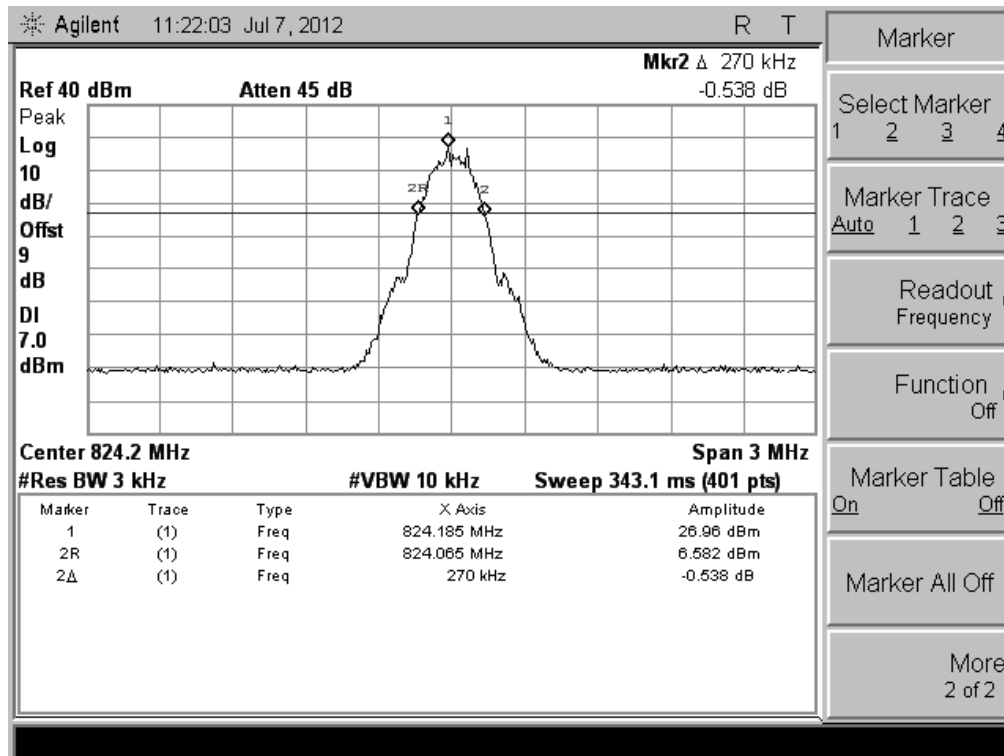 Agilent 11:22:03 Jul 7, 2012 R T
Mkr2 Δ 270 kHz
Ref 40 dBm Atten 45 dB -0.538 dB
Peak
Log
10
dB/
Offst
9
dB
DI
7.0
dBm
1
2R
2
Center 824.2 MHz Span 3 MHz
#Res BW 3 kHz #VBW 10 kHz Sweep 343.1 ms (401 pts)
Marker Trace Type X Axis Amplitude
1 (1) Freq 824.185 MHz 26.96 dBm
2R (1) Freq 824.065 MHz 6.582 dBm
2Δ (1) Freq 270 kHz -0.538 dB
Marker
Select Marker
1 2 3 4
Marker Trace
Auto 1 2 3
Readout
Frequency
Function
Off
Marker Table
On Off
Marker All Off
More
2 of 2